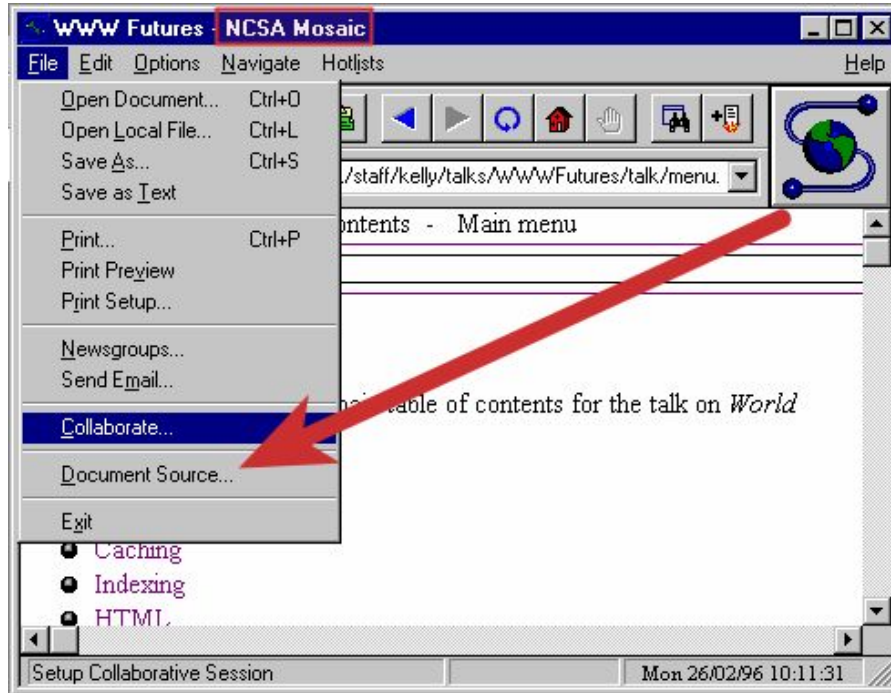 WWW Futures - NCSA Mosaic
File Edit Options Navigate Hotlists Help
Open Document... Ctrl+O
Open Local File... Ctrl+L
Save As... Ctrl+S
Save as Text
Print... Ctrl+P
Print Preview
Print Setup...
Newsgroups...
Send Email...
Collaborate...
Document Source...
Exit
/staff/kelly/talks/WWWFutures/talk/menu.
- Main menu
table of contents for the talk on World
Caching
Indexing
HTML
Setup Collaborative Session Mon 26/02/96 10:11:31